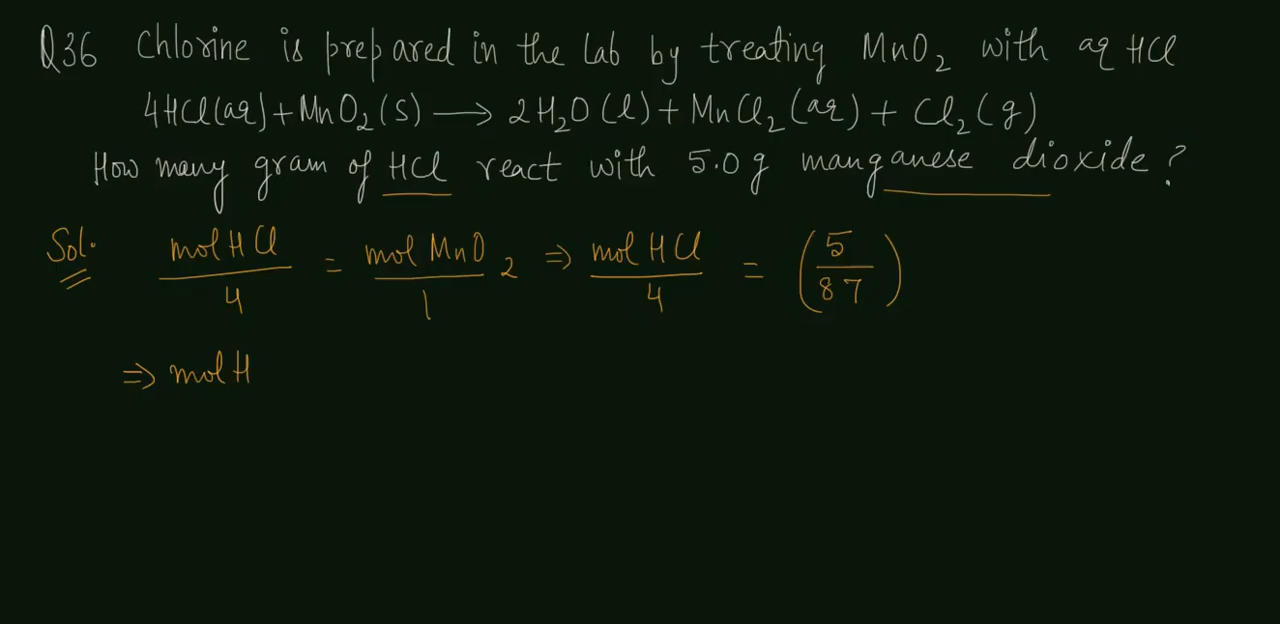 Q36 Chlorine is prepared in the Lab by treating MnO₂ with aq HCl
4HCl(aq) + MnO₂(s) ⟶ 2H₂O(l) + MnCl₂(aq) + Cl₂(g)
How many gram of HCl react with 5.0g manganese dioxide?
Sol. mol HCl / 4 = mol MnO₂ / 1 ⇒ mol HCl / 4 = (5/87)
⇒ mol H